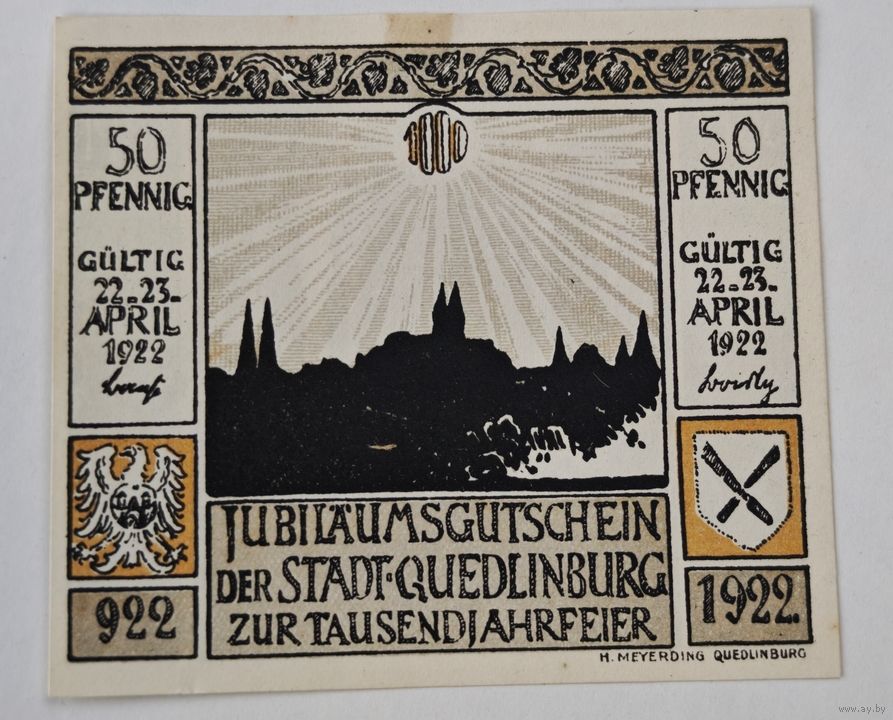 1000
50
PFENNIG
GÜLTIG
22.-23.
APRIL
1922
50
PFENNIG
GÜLTIG
22.-23.
APRIL
1922
922
JUBILÄUMSGUTSCHEIN
DER STADT·QUEDLINBURG
ZUR TAUSENDJAHRFEIER
1922.
H. MEYERDING QUEDLINBURG
www.ay.by